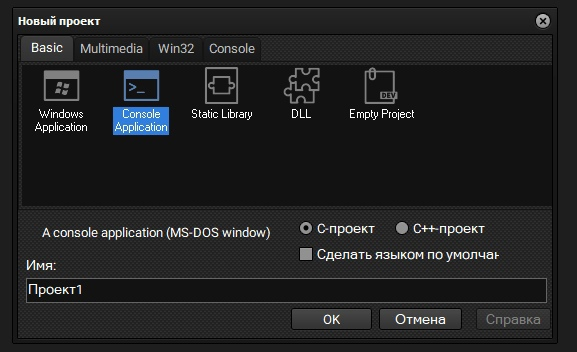 Новый проект
Basic Multimedia Win32 Console
Windows Application
Console Application
Static Library
DLL
DEV
Empty Project
A console application (MS-DOS window)
С-проект С++-проект
Сделать языком по умолчан
Имя:
Проект1
OK Отмена Справка